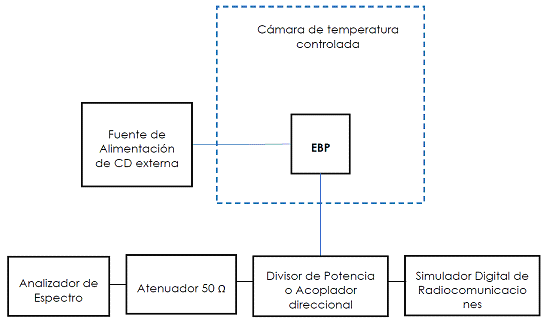 Cámara de temperatura
controlada
Fuente de
Alimentación
de CD externa
EBP
Analizador de
Espectro
Atenuador 50 Ω
Divisor de Potencia
o Acoplador
direccional
Simulador Digital de
Radiocomunicacio
nes